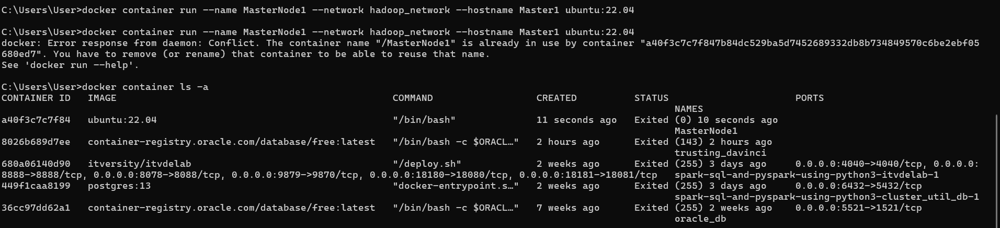 C:\Users\User>docker container run --name MasterNode1 --network hadoop_network --hostname Master1 ubuntu:22.04
C:\Users\User>docker container run --name MasterNode1 --network hadoop_network --hostname Master1 ubuntu:22.04
docker: Error response from daemon: Conflict. The container name "/MasterNode1" is already in use by container "a40f3c7c7f847b84dc529ba5d7452689332db8b734849570c6be2ebf05
680ed7". You have to remove (or rename) that container to be able to reuse that name.
See 'docker run --help'.
C:\Users\User>docker container ls -a
CONTAINER ID   IMAGE                                             COMMAND                  CREATED          STATUS                      PORTS
NAMES
a40f3c7c7f84   ubuntu:22.04                                      "/bin/bash"              11 seconds ago   Exited (0) 10 seconds ago
MasterNode1
8026b689d7ee   container-registry.oracle.com/database/free:latest   "/bin/bash -c $ORACL…"   2 hours ago      Exited (143) 2 hours ago
trusting_davinci
680a06140d90   itversity/itvdelab                                "/deploy.sh"             2 weeks ago      Exited (255) 3 days ago     0.0.0.0:4040->4040/tcp, 0.0.0.0:
8888->8888/tcp, 0.0.0.0:8078->8088/tcp, 0.0.0.0:9879->9870/tcp, 0.0.0.0:18180->18080/tcp, 0.0.0.0:18181->18081/tcp   spark-sql-and-pyspark-using-python3-itvdelab-1
449f1caa8199   postgres:13                                       "docker-entrypoint.s…"   2 weeks ago      Exited (255) 3 days ago     0.0.0.0:6432->5432/tcp
spark-sql-and-pyspark-using-python3-cluster_util_db-1
36cc97dd62a1   container-registry.oracle.com/database/free:latest   "/bin/bash -c $ORACL…"   7 weeks ago      Exited (255) 2 weeks ago    0.0.0.0:5521->1521/tcp
oracle_db